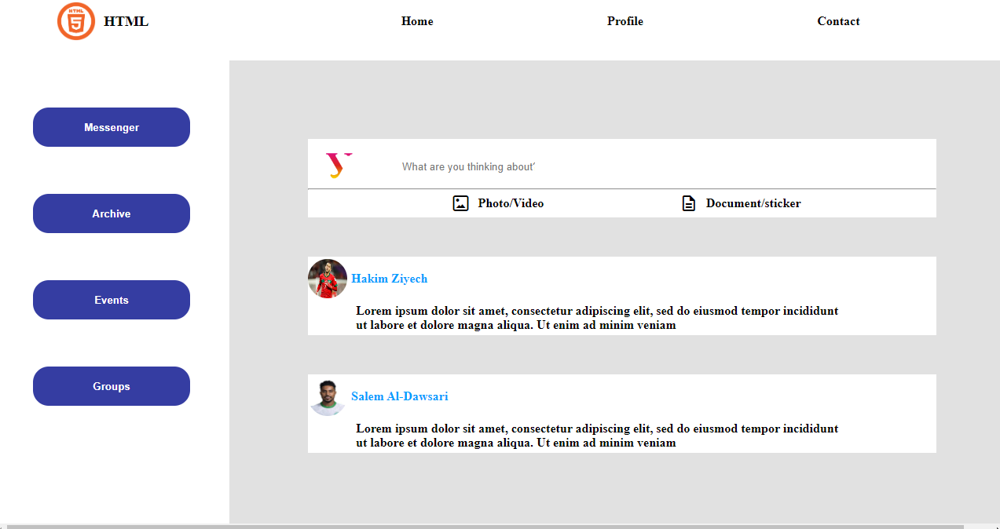 HTML
HTML
Home
Profile
Contact
Messenger
Archive
Events
Groups
What are you thinking about‘
Photo/Video
Document/sticker
Hakim Ziyech
Lorem ipsum dolor sit amet, consectetur adipiscing elit, sed do eiusmod tempor incididunt
ut labore et dolore magna aliqua. Ut enim ad minim veniam
Salem Al-Dawsari
Lorem ipsum dolor sit amet, consectetur adipiscing elit, sed do eiusmod tempor incididunt
ut labore et dolore magna aliqua. Ut enim ad minim veniam